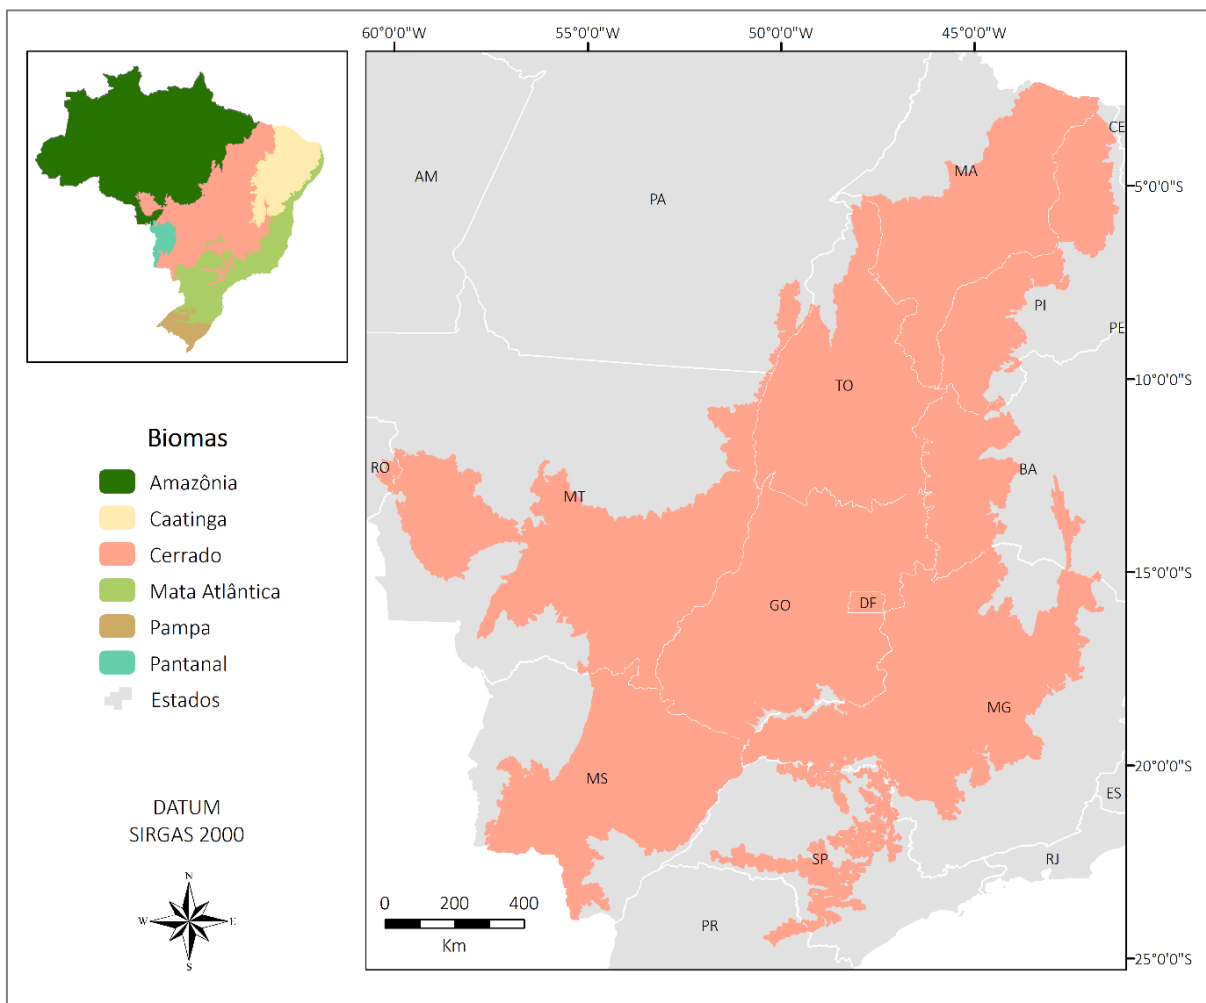 60°0'0"W 55°0'0"W 50°0'0"W 45°0'0"W
CE
AM
MA
5°0'0"S
PA
PI
PE
TO
10°0'0"S
Biomas
Amazônia
Caatinga
Cerrado
Mata Atlântica
Pampa
Pantanal
Estados
RO
MT
BA
15°0'0"S
GO
DF
MG
MS
20°0'0"S
ES
DATUM
SIRGAS 2000
SP
RJ
N
W E
S
0 200 400
Km
PR
25°0'0"S